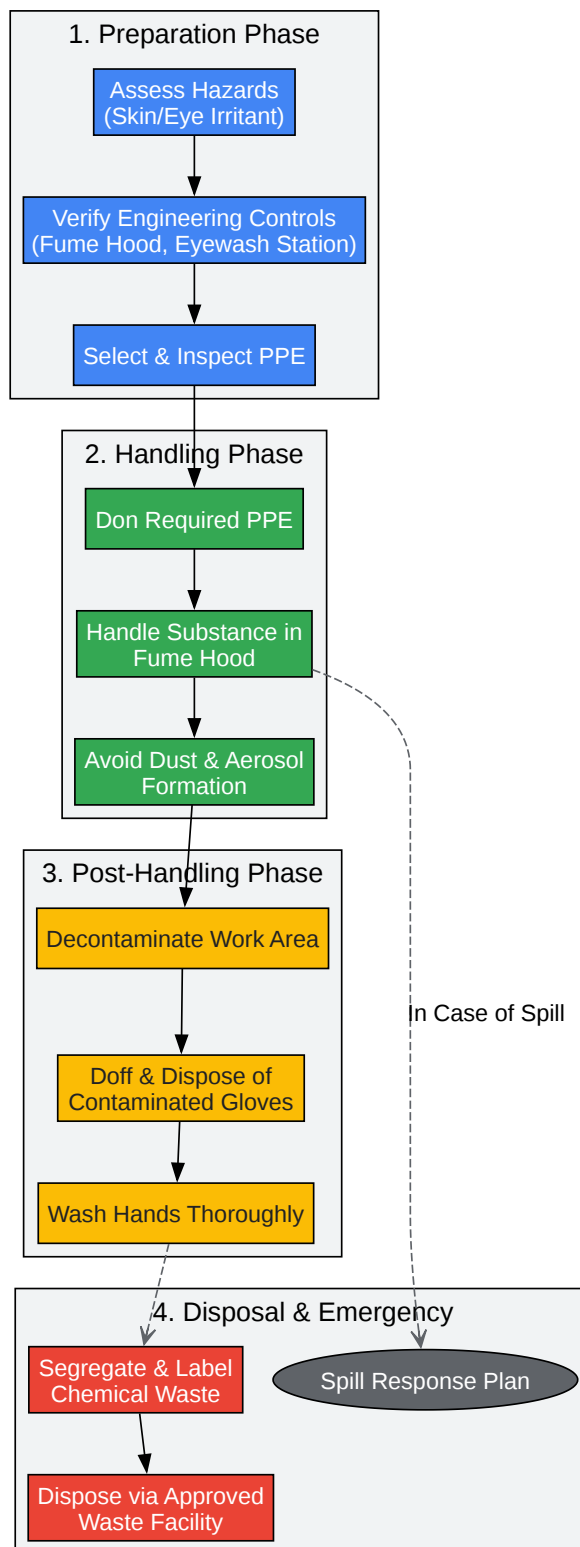 1. Preparation Phase
Assess Hazards
(Skin/Eye Irritant)
Verify Engineering Controls
(Fume Hood, Eyewash Station)
Select & Inspect PPE
2. Handling Phase
Don Required PPE
Handle Substance in
Fume Hood
Avoid Dust & Aerosol
Formation
3. Post-Handling Phase
Decontaminate Work Area
In Case of Spill
Doff & Dispose of
Contaminated Gloves
Wash Hands Thoroughly
4. Disposal & Emergency
Segregate & Label
Chemical Waste
Spill Response Plan
Dispose via Approved
Waste Facility